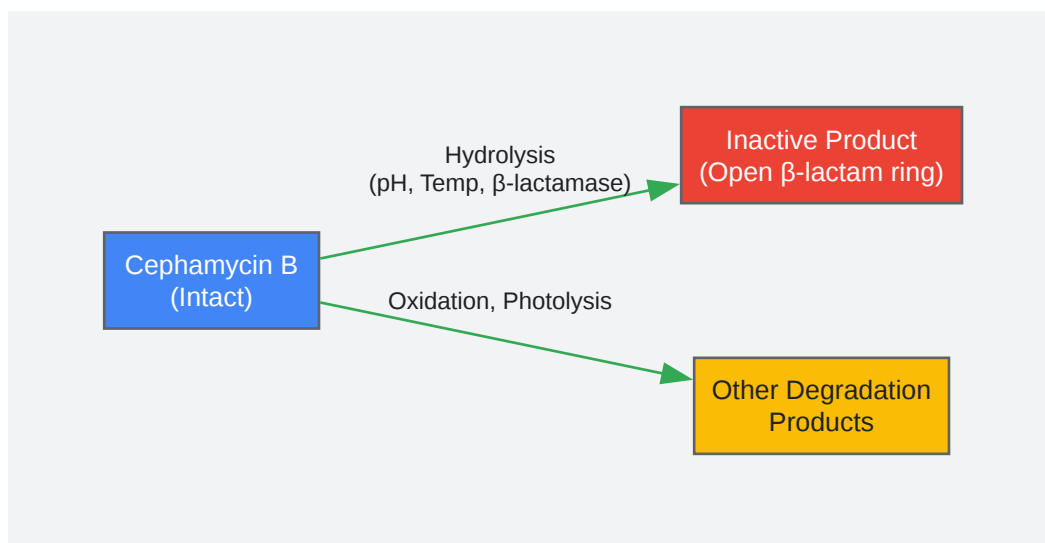 Cephamycin B
(Intact)
Hydrolysis
(pH, Temp, β-lactamase)
Inactive Product
(Open β-lactam ring)
Oxidation, Photolysis
Other Degradation
Products